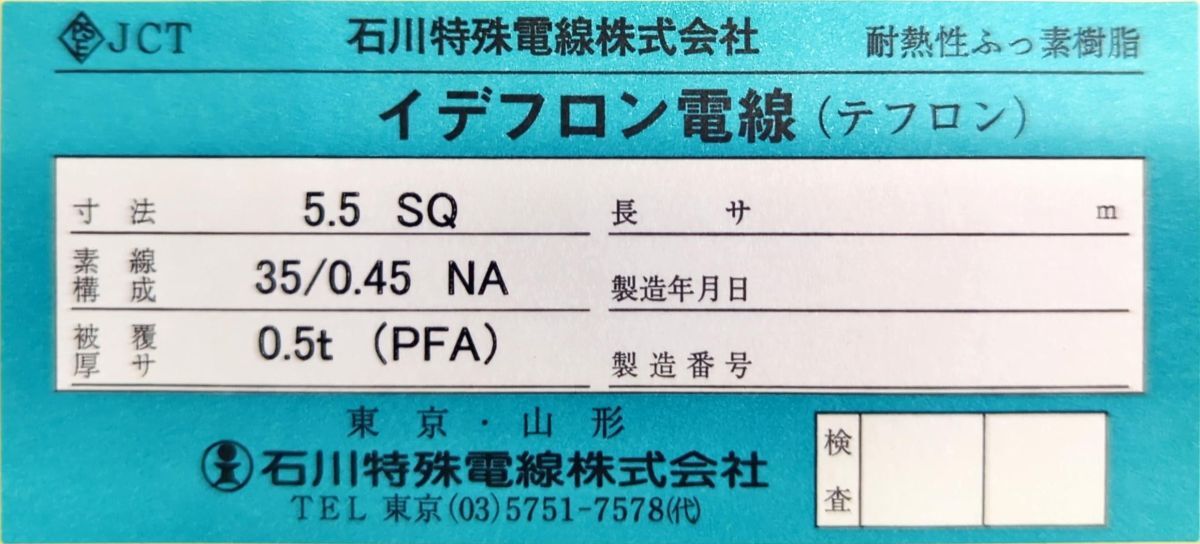 JCT 石川特殊電線株式会社 耐熱性ふっ素樹脂
イデフロン電線(テフロン)
寸法 5.5 SQ
長サ m
素線構成 35/0.45 NA
製造年月日
被覆厚サ 0.5t (PFA)
製造番号
東京・山形
石川特殊電線株式会社
TEL 東京(03)5751-7578(代)
検査